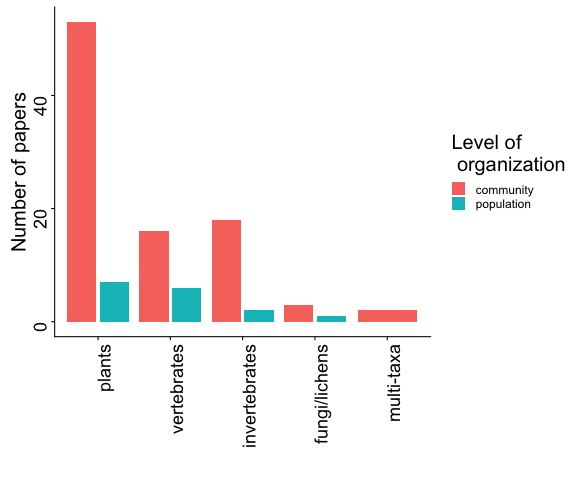 Number of papers
40
20
0
plants
vertebrates
invertebrates
fungi/lichens
multi-taxa
Level of
organization
community
population